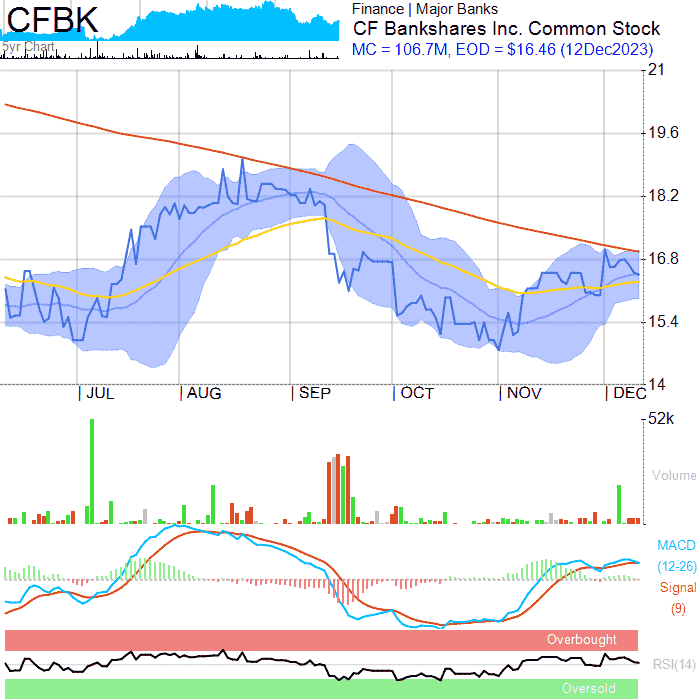 CFBK
5yr Chart
Finance | Major Banks
CF Bankshares Inc. Common Stock
MC = 106.7M, EOD = $16.46 (12Dec2023)
21
19.6
18.2
16.8
15.4
14
JUL AUG SEP OCT NOV DEC
52k
Volume
MACD
(12-26)
Signal
(9)
Overbought
RSI(14)
Oversold